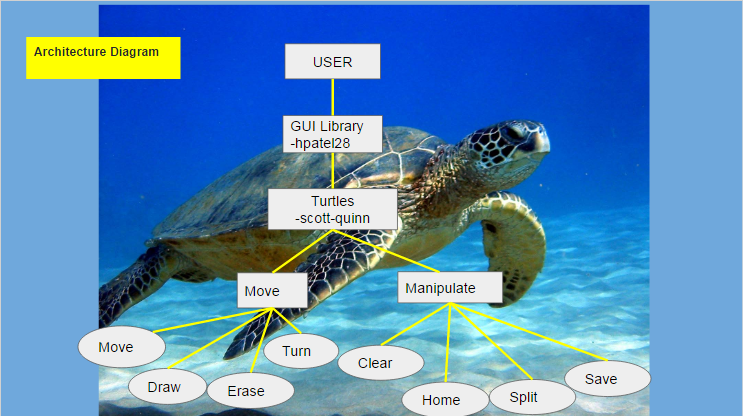 Architecture Diagram
USER
GUI Library
-hpatel28
Turtles
-scott-quinn
Move
Manipulate
Move
Draw
Erase
Turn
Clear
Home
Split
Save